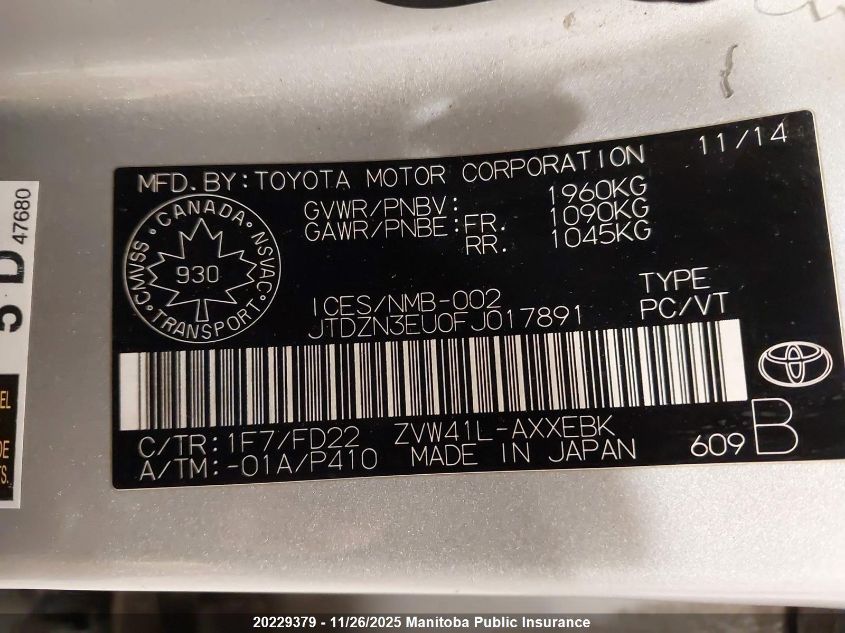 MFD.BY:TOYOTA MOTOR CORPORATION 11/14
GVWR/PNBV: 1960KG
GAWR/PNBE:FR. 1090KG
RR. 1045KG
CANADA
CMVSS
NSVAC
930
TRANSPORT
ICES/NMB-002
TYPE
JTDZN3EU0FJ017891
PC/VT
C/TR:1F7/FD22 ZVW41L-AXXEBK
A/TM:-01A/P410 MADE IN JAPAN
609 B
47680
20229379 - 11/26/2025 Manitoba Public Insurance